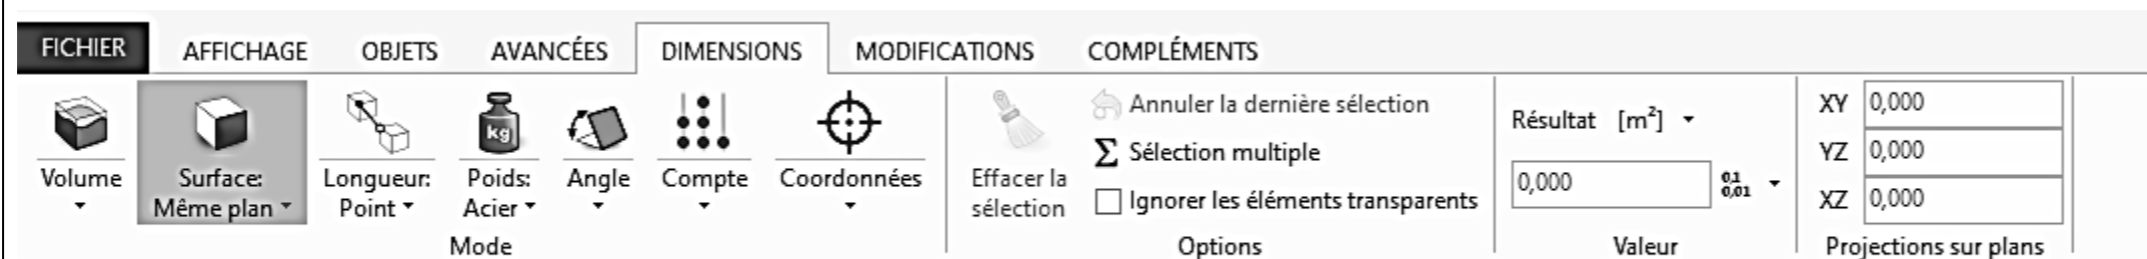 FICHIER AFFICHAGE OBJETS AVANCÉES DIMENSIONS MODIFICATIONS COMPLÉMENTS
Volume
Surface:
Même plan
Longueur:
Point
kg
Poids:
Acier
Angle
Compte
Coordonnées
Mode
Effacer la
sélection
Annuler la dernière sélection
Σ Sélection multiple
Ignorer les éléments transparents
Options
Résultat [m²]
0,000
0,1
0,01
Valeur
XY 0,000
YZ 0,000
XZ 0,000
Projections sur plans